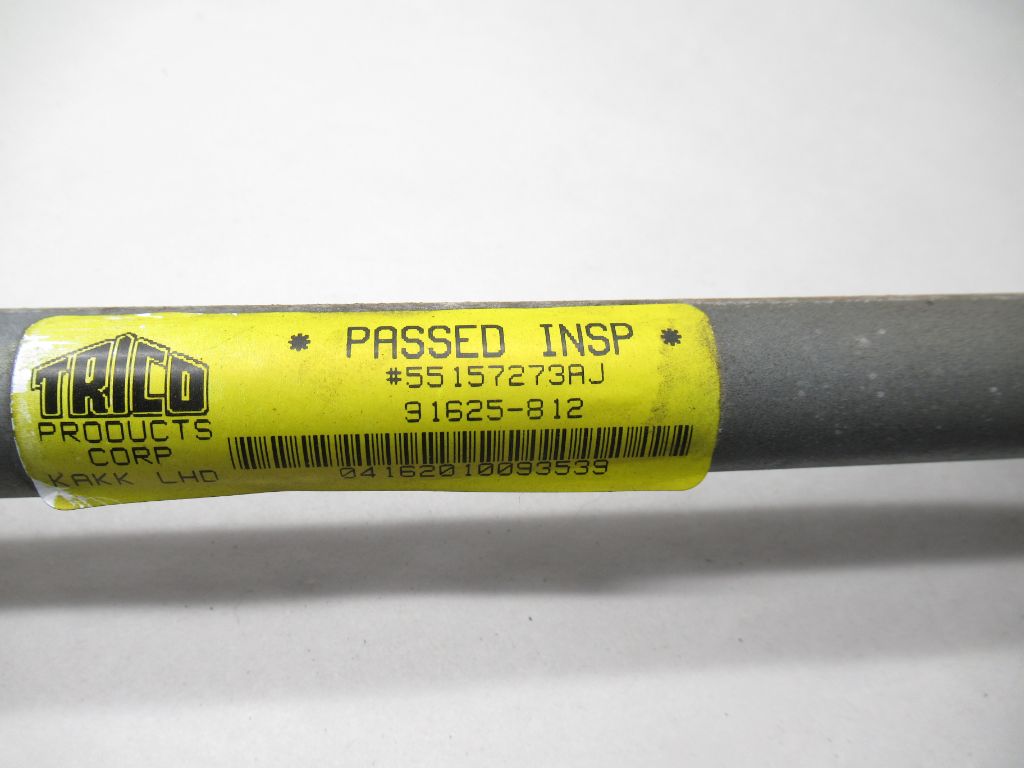 * PASSED INSP *
#55157273AJ
91625-812
04162010093539
TRICO
PRODUCTS
CORP
KAKK LHD